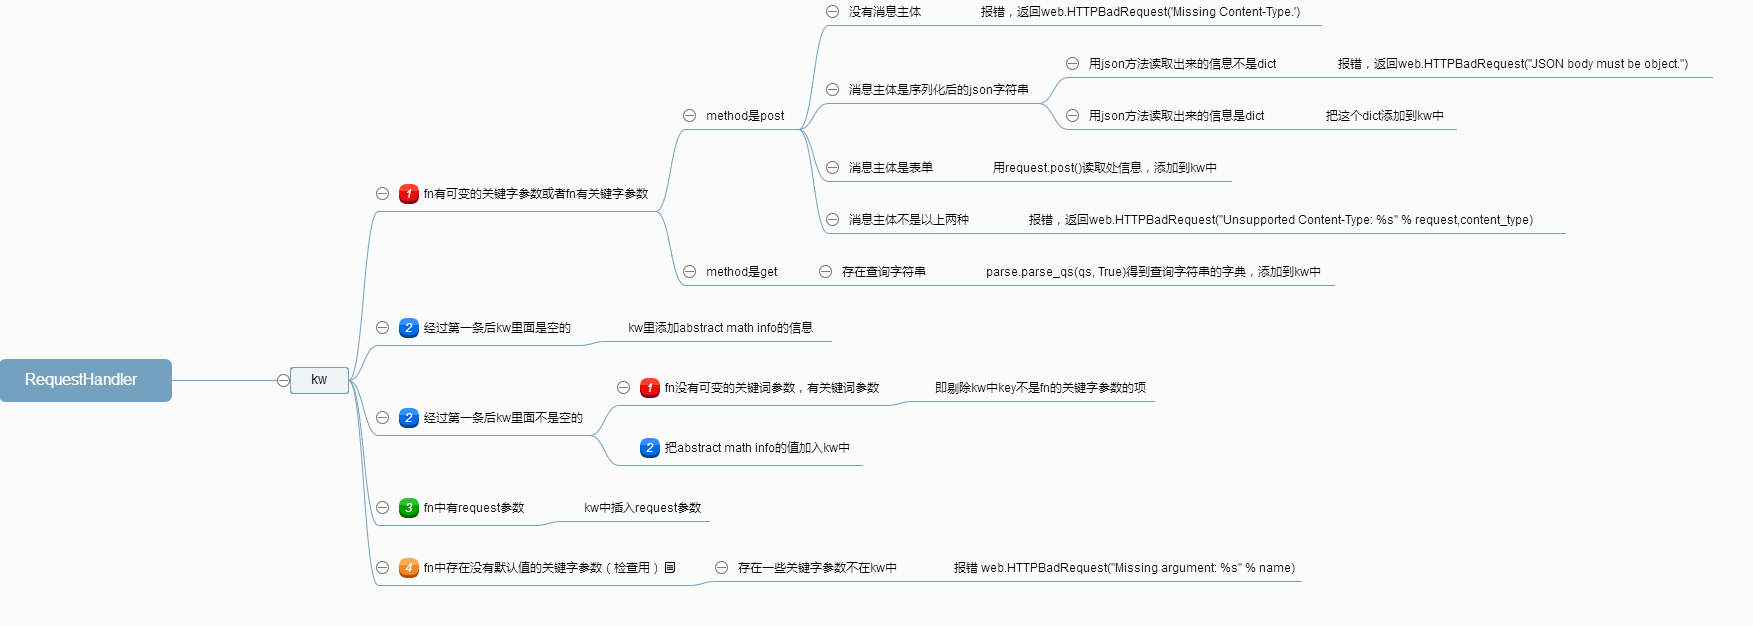 RequestHandler
kw
1 fn有可变的关键字参数或者fn有关键字参数
method是post
没有消息主体 报错，返回web.HTTPBadRequest('Missing Content-Type.')
消息主体是序列化后的json字符串
用json方法读取出来的信息不是dict 报错，返回web.HTTPBadRequest("JSON body must be object.")
用json方法读取出来的信息是dict 把这个dict添加到kw中
消息主体是表单 用request.post()读取处信息，添加到kw中
消息主体不是以上两种 报错，返回web.HTTPBadRequest("Unsupported Content-Type: %s" % request,content_type)
method是get 存在查询字符串 parse.parse_qs(qs, True)得到查询字符串的字典，添加到kw中
2 经过第一条后kw里面是空的 kw里添加abstract math info的信息
2 经过第一条后kw里面不是空的
1 fn没有可变的关键词参数，有关键词参数 即剔除kw中key不是fn的关键字参数的项
2 把abstract math info的值加入kw中
3 fn中有request参数 kw中插入request参数
4 fn中存在没有默认值的关键字参数（检查用） 存在一些关键字参数不在kw中 报错 web.HTTPBadRequest("Missing argument: %s" % name)